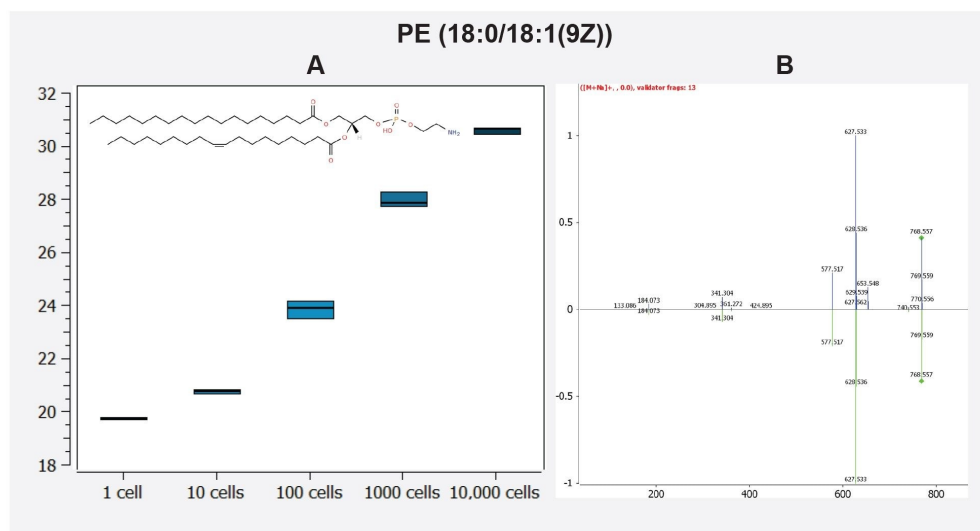 PE (18:0/18:1(9Z))
A
B
32
30
28
26
24
22
20
18
1 cell
10 cells
100 cells
1000 cells
10,000 cells
O
O
O
O
O
P
HO
O
O
H
NH₂
([M+Na]+, , 0.0), validator frags: 13
1
0.5
0
-0.5
-1
200
400
600
800
627.533
628.536
768.557
577.517
653.548
769.559
629.539
341.304
770.556
627.562
184.073
361.272
133.086
304.895
424.895
740.553
184.073
341.304
577.517
769.559
768.557
628.536
627.533